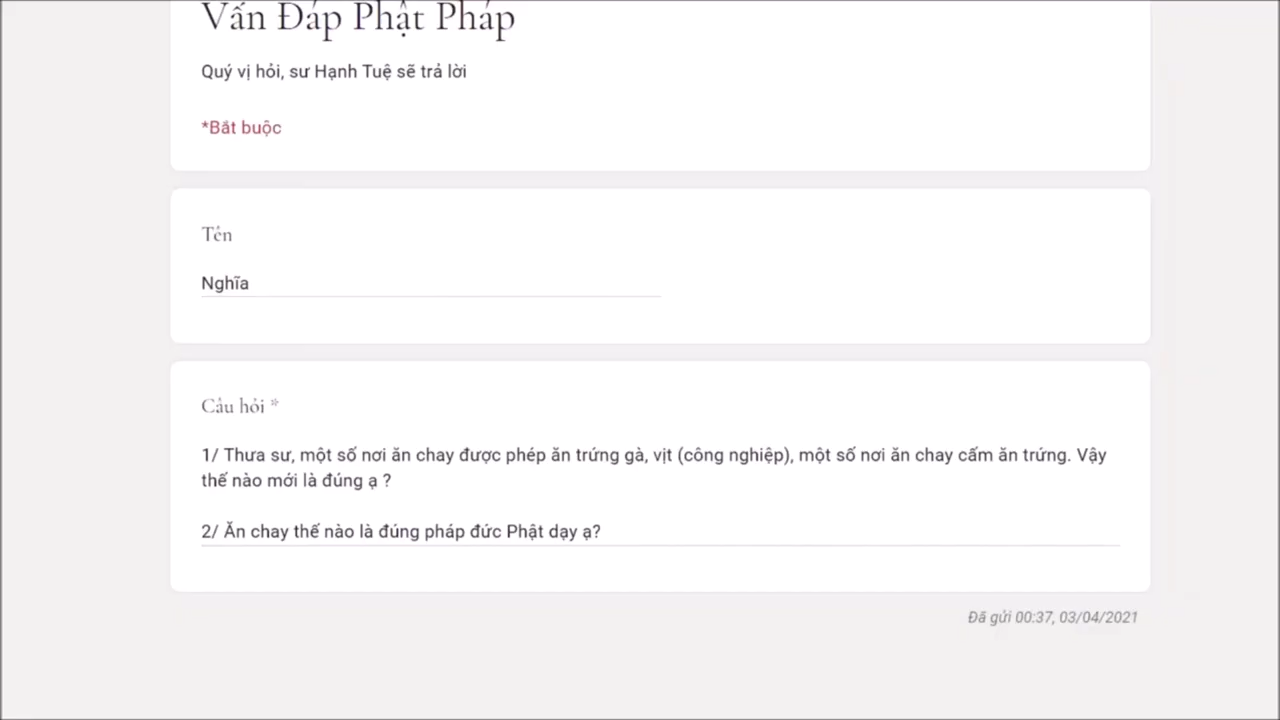 Vấn Đáp Phật Pháp
Quý vị hỏi, sư Hạnh Tuệ sẽ trả lời
*Bắt buộc
Tên
Nghĩa
Câu hỏi *
1/ Thưa sư, một số nơi ăn chay được phép ăn trứng gà, vịt (công nghiệp), một số nơi ăn chay cấm ăn trứng. Vậy
thế nào mới là đúng ạ ?
2/ Ăn chay thế nào là đúng pháp đức Phật dạy ạ?
Đã gửi 00:37, 03/04/2021